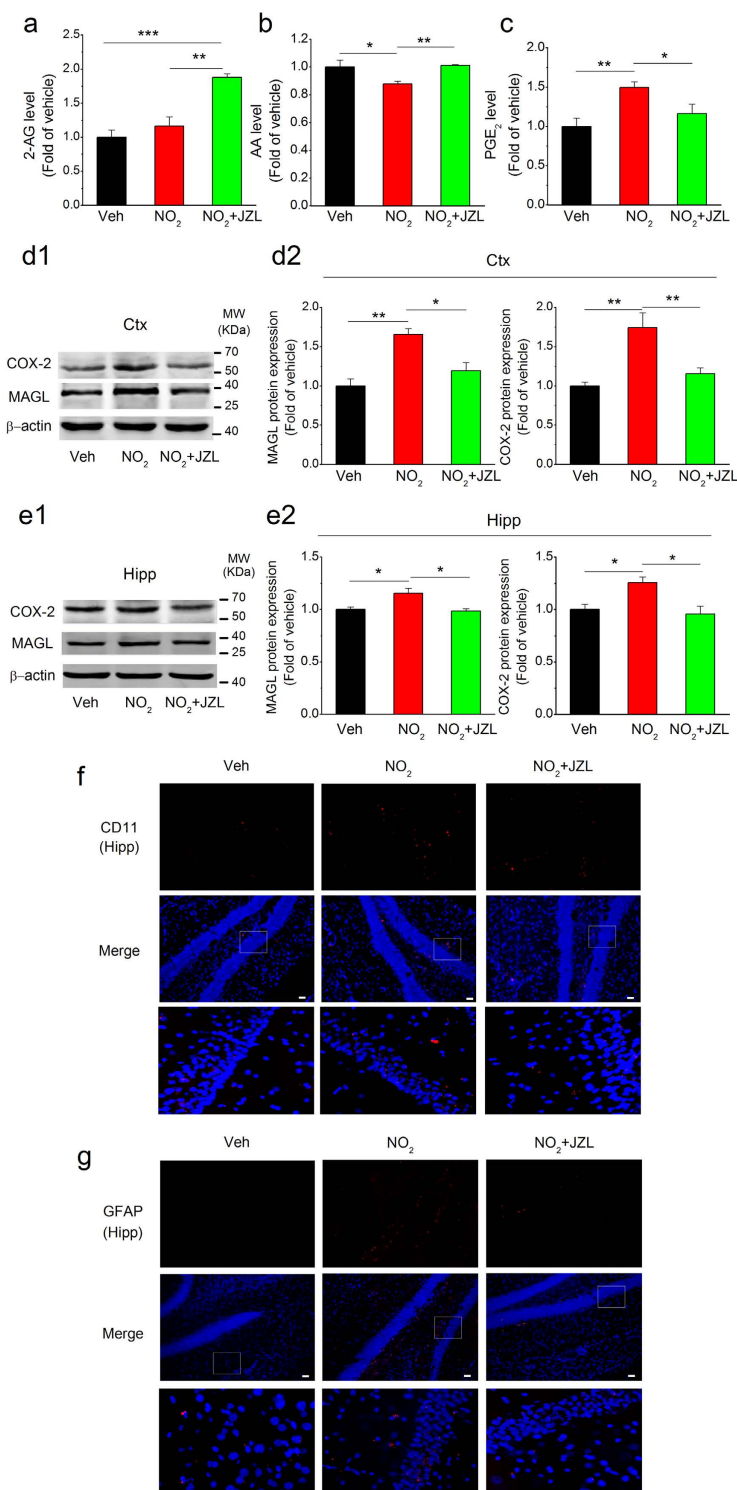 a
2-AG level
(Fold of vehicle)
2.5
2.0
1.5
1.0
0.5
0.0
***
**
Veh
NO2
NO2+JZL
b
AA level
(Fold of vehicle)
1.25
1.00
0.75
0.50
0.25
0.00
*
**
Veh
NO2
NO2+JZL
c
PGE2 level
(Fold of vehicle)
2.0
1.5
1.0
0.5
0.0
**
*
Veh
NO2
NO2+JZL
d1
Ctx
MW
(KDa)
COX-2
MAGL
β-actin
70
50
40
25
40
Veh
NO2
NO2+JZL
d2
Ctx
MAGL protein expression
(Fold of vehicle)
2.0
1.5
1.0
0.5
0.0
**
*
Veh
NO2
NO2+JZL
COX-2 protein expression
(Fold of vehicle)
2.0
1.5
1.0
0.5
0.0
**
**
Veh
NO2
NO2+JZL
e1
Hipp
MW
(KDa)
COX-2
MAGL
β-actin
70
50
40
25
40
Veh
NO2
NO2+JZL
e2
Hipp
MAGL protein expression
(Fold of vehicle)
1.5
1.0
0.5
0.0
*
*
Veh
NO2
NO2+JZL
COX-2 protein expression
(Fold of vehicle)
1.5
1.0
0.5
0.0
*
*
Veh
NO2
NO2+JZL
f
Veh
NO2
NO2+JZL
CD11
(Hipp)
Merge
g
Veh
NO2
NO2+JZL
GFAP
(Hipp)
Merge